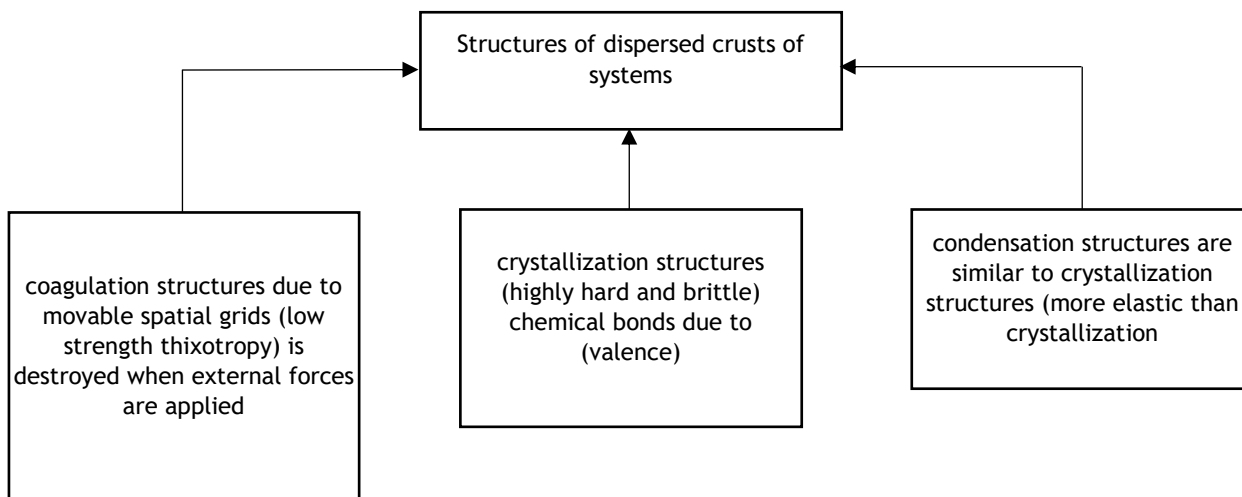 Structures of dispersed crusts of
systems
coagulation structures due to
movable spatial grids (low
strength thixotropy) is
destroyed when external forces
are applied
crystallization structures
(highly hard and brittle)
chemical bonds due to
(valence)
condensation structures are
similar to crystallization
structures (more elastic than
crystallization